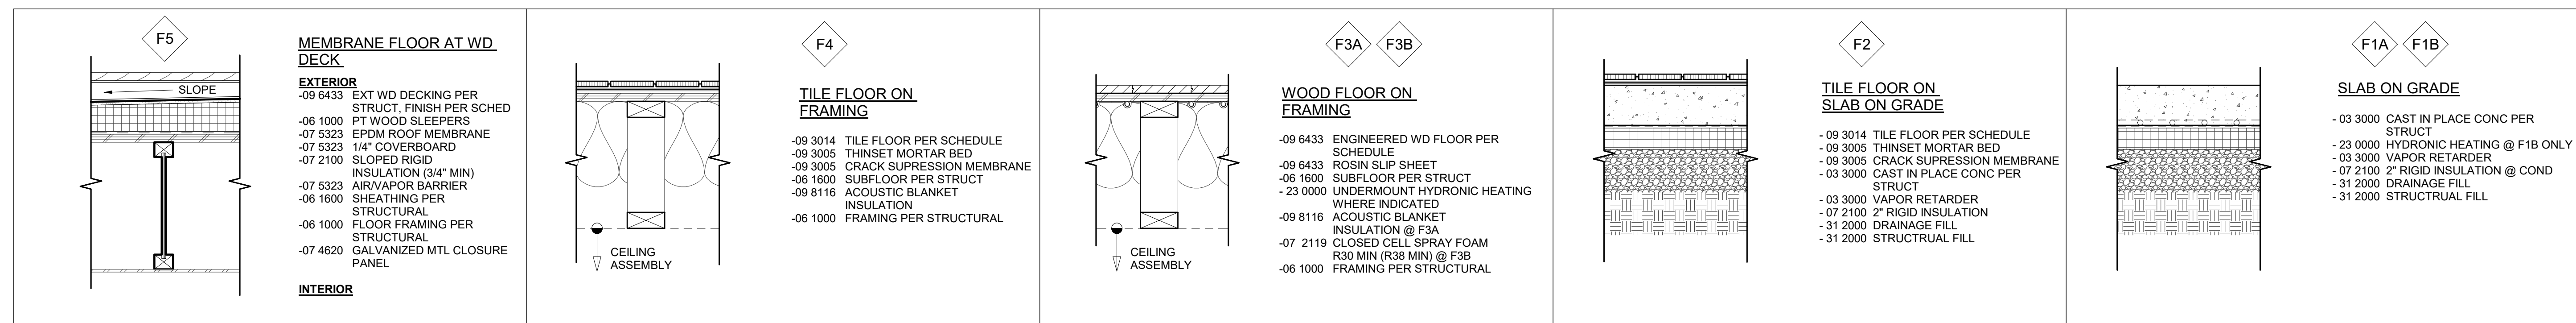 F5
MEMBRANE FLOOR AT WD
DECK
EXTERIOR
-09 6433 EXT WD DECKING PER
STRUCT, FINISH PER SCHED
-06 1000 PT WOOD SLEEPERS
-07 5323 EPDM ROOF MEMBRANE
-07 5323 1/4" COVERBOARD
-07 2100 SLOPED RIGID
INSULATION (3/4" MIN)
-07 5323 AIR/VAPOR BARRIER
-06 1600 SHEATHING PER
STRUCTURAL
-06 1000 FLOOR FRAMING PER
STRUCTURAL
-07 4620 GALVANIZED MTL CLOSURE
PANEL
INTERIOR
SLOPE
F4
TILE FLOOR ON
FRAMING
-09 3014 TILE FLOOR PER SCHEDULE
-09 3005 THINSET MORTAR BED
-09 3005 CRACK SUPRESSION MEMBRANE
-06 1600 SUBFLOOR PER STRUCT
-09 8116 ACOUSTIC BLANKET
INSULATION
-06 1000 FRAMING PER STRUCTURAL
CEILING
ASSEMBLY
F3A F3B
WOOD FLOOR ON
FRAMING
-09 6433 ENGINEERED WD FLOOR PER
SCHEDULE
-09 6433 ROSIN SLIP SHEET
-06 1600 SUBFLOOR PER STRUCT
- 23 0000 UNDERMOUNT HYDRONIC HEATING
WHERE INDICATED
-09 8116 ACOUSTIC BLANKET
INSULATION @ F3A
-07 2119 CLOSED CELL SPRAY FOAM
R30 MIN (R38 MIN) @ F3B
-06 1000 FRAMING PER STRUCTURAL
CEILING
ASSEMBLY
F2
TILE FLOOR ON
SLAB ON GRADE
- 09 3014 TILE FLOOR PER SCHEDULE
- 09 3005 THINSET MORTAR BED
- 09 3005 CRACK SUPRESSION MEMBRANE
- 03 3000 CAST IN PLACE CONC PER
STRUCT
- 03 3000 VAPOR RETARDER
- 07 2100 2" RIGID INSULATION
- 31 2000 DRAINAGE FILL
- 31 2000 STRUCTRUAL FILL
F1A F1B
SLAB ON GRADE
- 03 3000 CAST IN PLACE CONC PER
STRUCT
- 23 0000 HYDRONIC HEATING @ F1B ONLY
- 03 3000 VAPOR RETARDER
- 07 2100 2" RIGID INSULATION @ COND
- 31 2000 DRAINAGE FILL
- 31 2000 STRUCTRUAL FILL